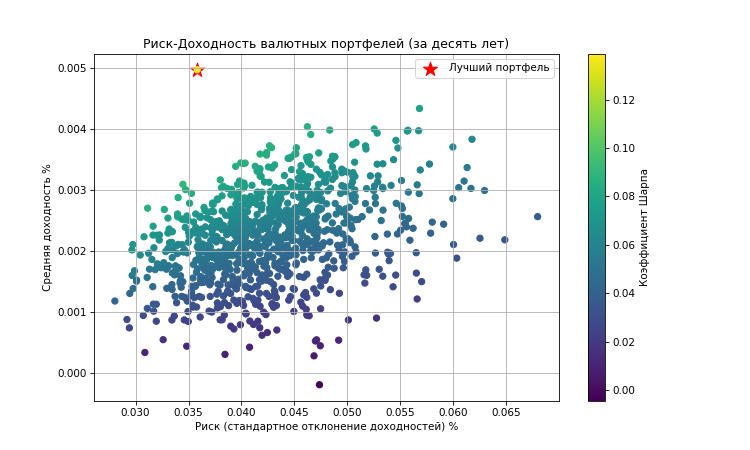 Риск-Доходность валютных портфелей (за десять лет)
Лучший портфель
Средняя доходность %
0.005
0.004
0.003
0.002
0.001
0.000
0.030 0.035 0.040 0.045 0.050 0.055 0.060 0.065
Риск (стандартное отклонение доходностей) %
0.12
0.10
0.08
0.06
0.04
0.02
0.00
Коэффициент Шарпа